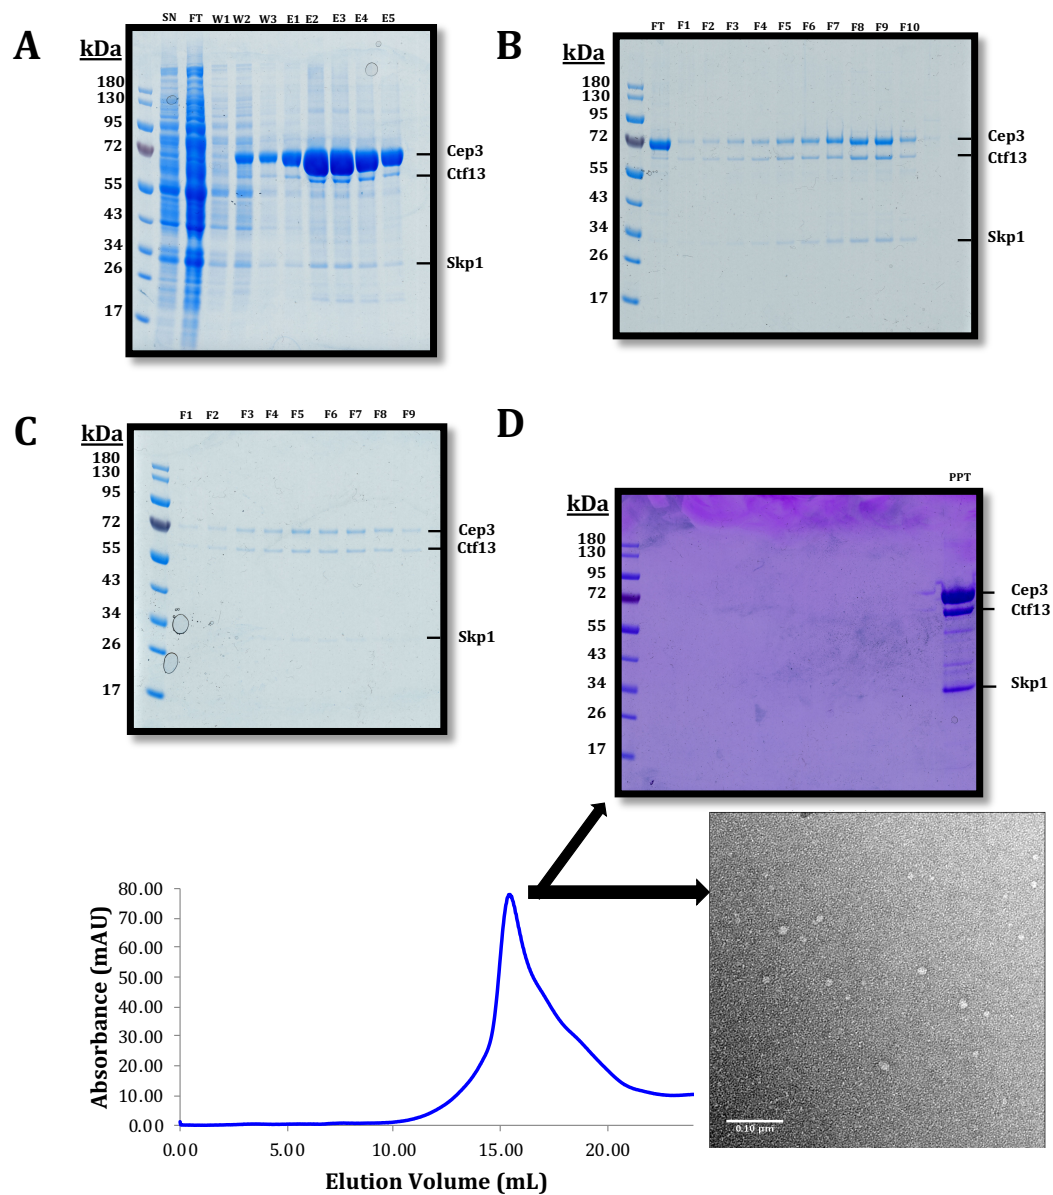 A
SN FT W1 W2 W3 E1 E2 E3 E4 E5
kDa
180
130
95
72
55
43
34
26
17
Cep3
Ctf13
Skp1
B
FT F1 F2 F3 F4 F5 F6 F7 F8 F9 F10
kDa
180
130
95
72
55
43
34
26
17
Cep3
Ctf13
Skp1
C
F1 F2 F3 F4 F5 F6 F7 F8 F9
kDa
180
130
95
72
55
43
34
26
17
Cep3
Ctf13
Skp1
D
PPT
kDa
180
130
95
72
55
43
34
26
17
Cep3
Ctf13
Skp1
80.00
70.00
60.00
50.00
40.00
30.00
20.00
10.00
0.00
Absorbance (mAU)
0.00 5.00 10.00 15.00 20.00
Elution Volume (mL)
0.10 µm